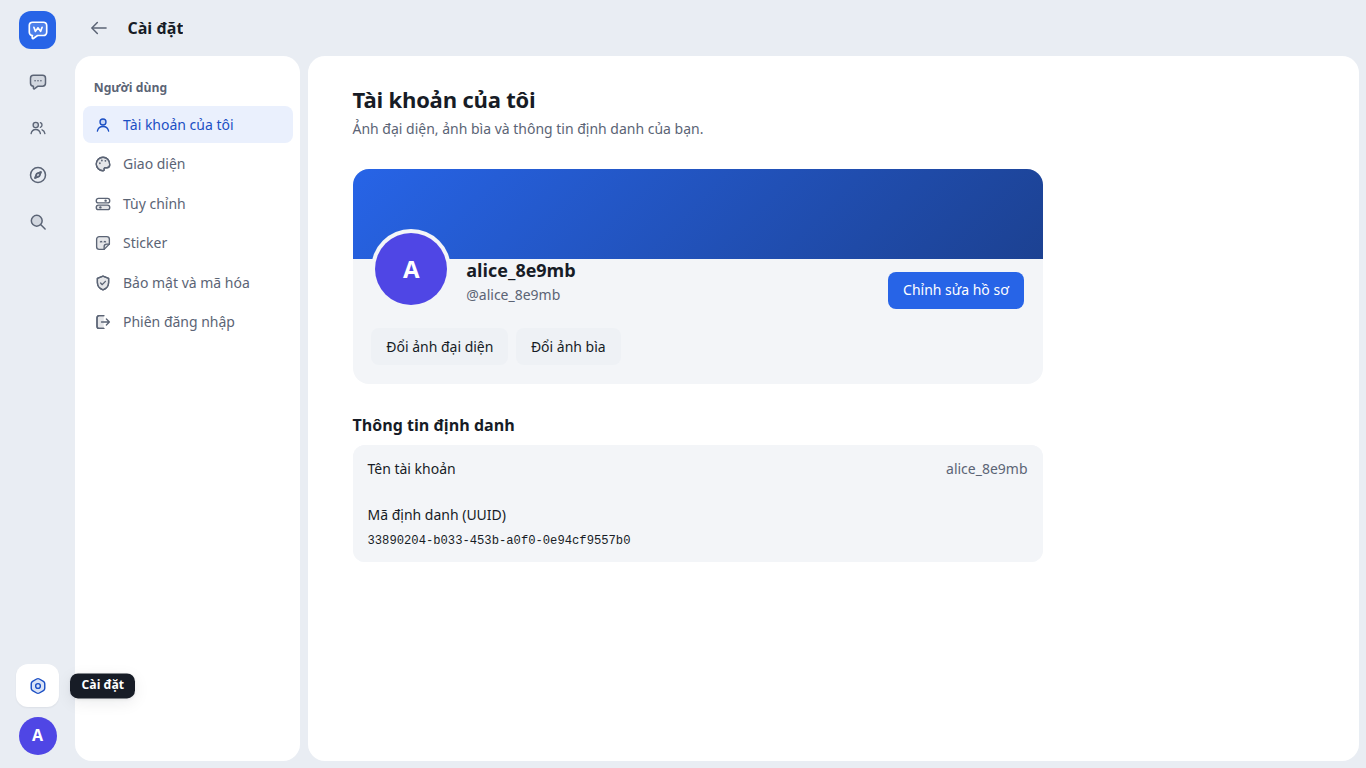 Cài đặt
Người dùng
Tài khoản của tôi
Giao diện
Tùy chỉnh
Sticker
Bảo mật và mã hóa
Phiên đăng nhập
Tài khoản của tôi
Ảnh đại diện, ảnh bìa và thông tin định danh của bạn.
A
alice_8e9mb
@alice_8e9mb
Chỉnh sửa hồ sơ
Đổi ảnh đại diện
Đổi ảnh bìa
Thông tin định danh
Tên tài khoản
alice_8e9mb
Mã định danh (UUID)
33890204-b033-453b-a0f0-0e94cf9557b0
Cài đặt
A